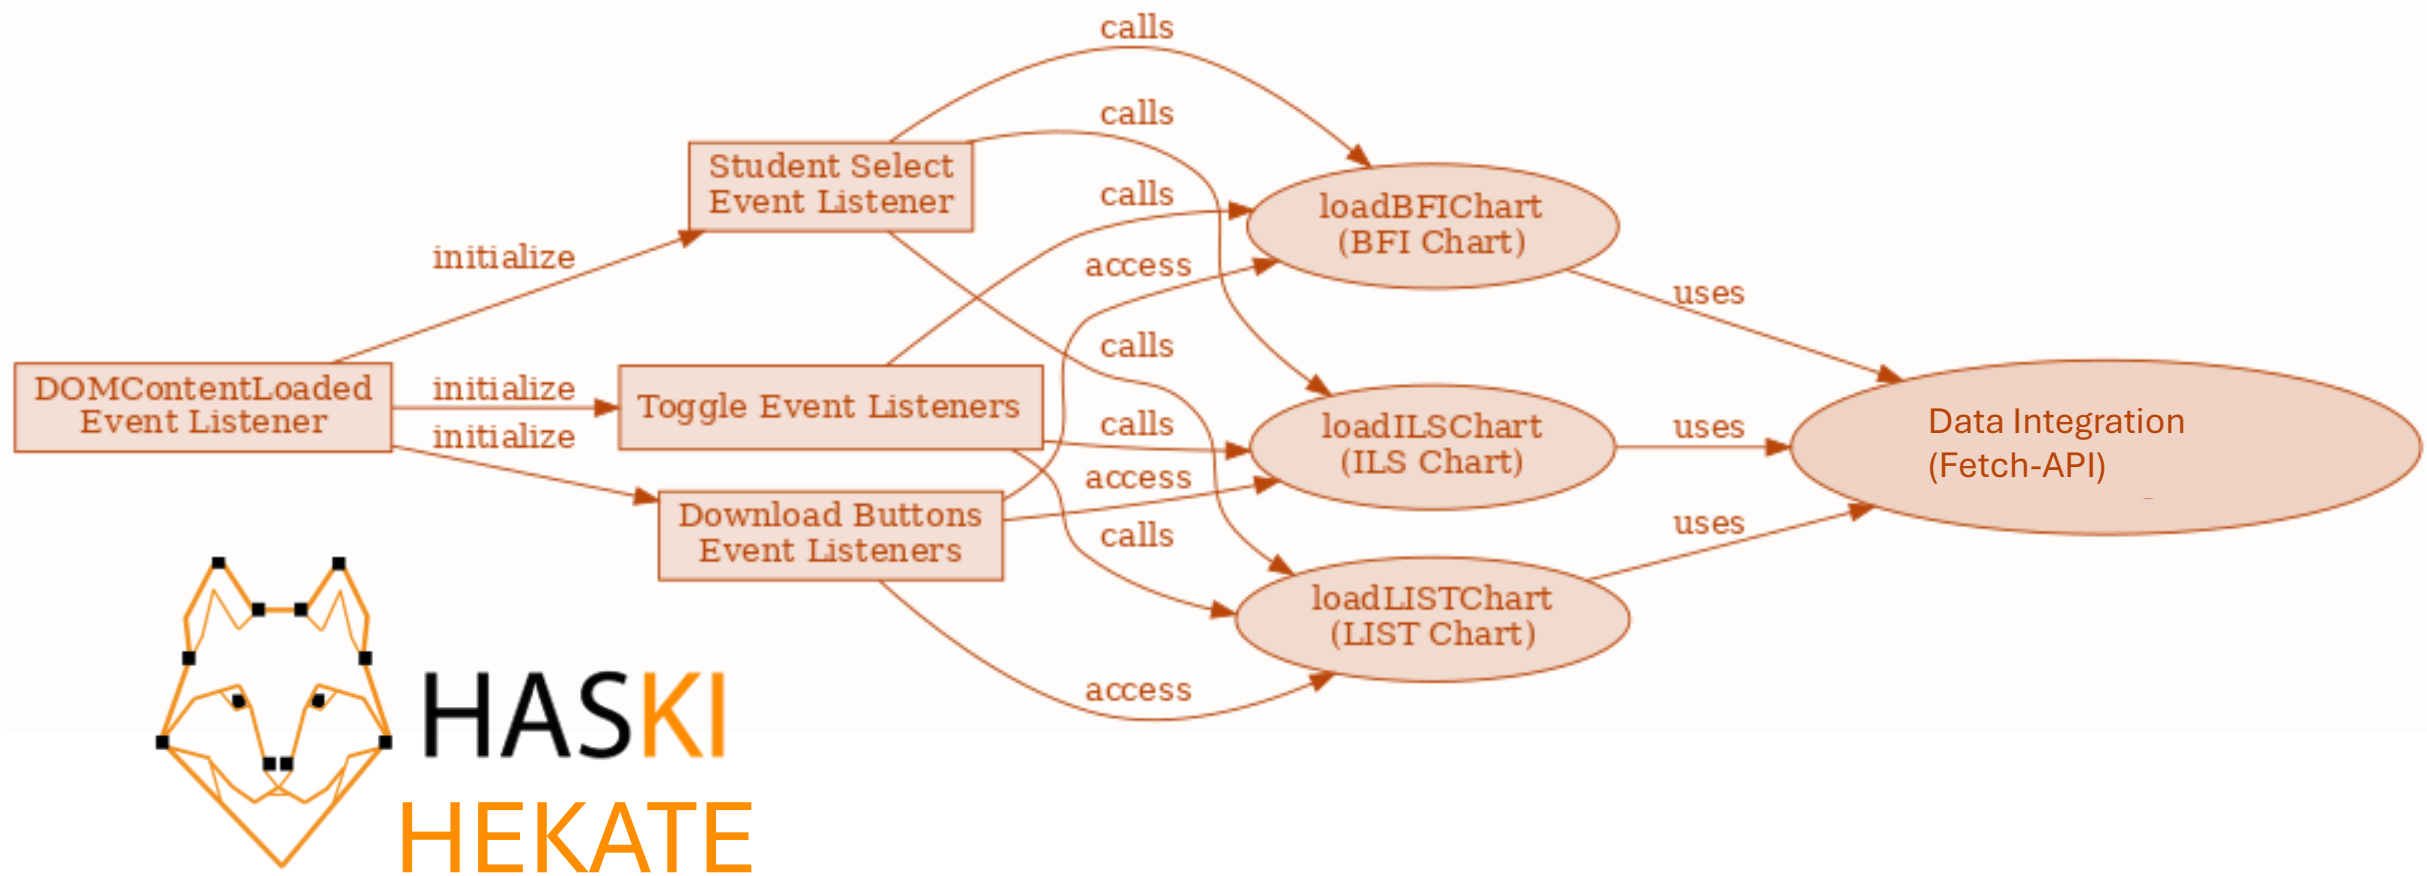 calls
calls
Student Select
Event Listener
calls
loadBFIChart
(BFI Chart)
initialize
access
uses
calls
DOMContentLoaded
Event Listener
initialize
initialize
Toggle Event Listeners
calls
loadILSChart
(ILS Chart)
uses
Data Integration
(Fetch-API)
access
Download Buttons
Event Listeners
calls
uses
loadLISTChart
(LIST Chart)
access
HASKI
HEKATE